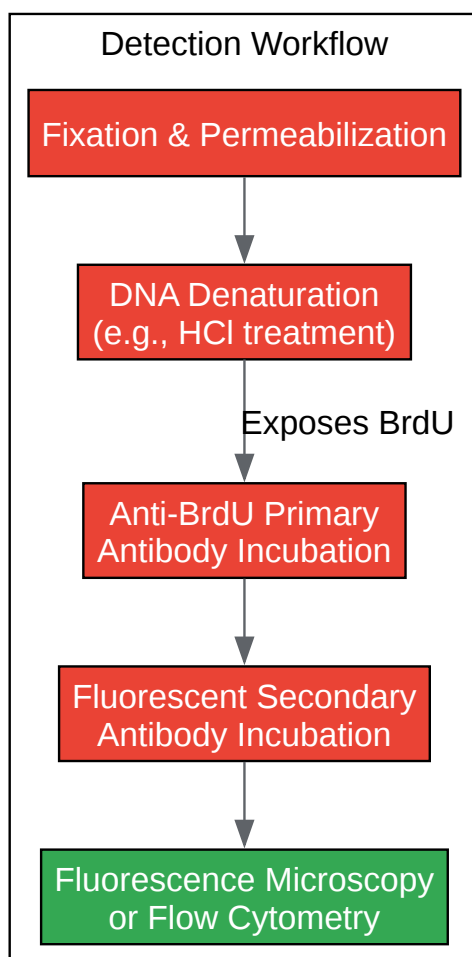 Detection Workflow
Fixation & Permeabilization
DNA Denaturation
(e.g., HCl treatment)
Exposes BrdU
Anti-BrdU Primary
Antibody Incubation
Fluorescent Secondary
Antibody Incubation
Fluorescence Microscopy
or Flow Cytometry